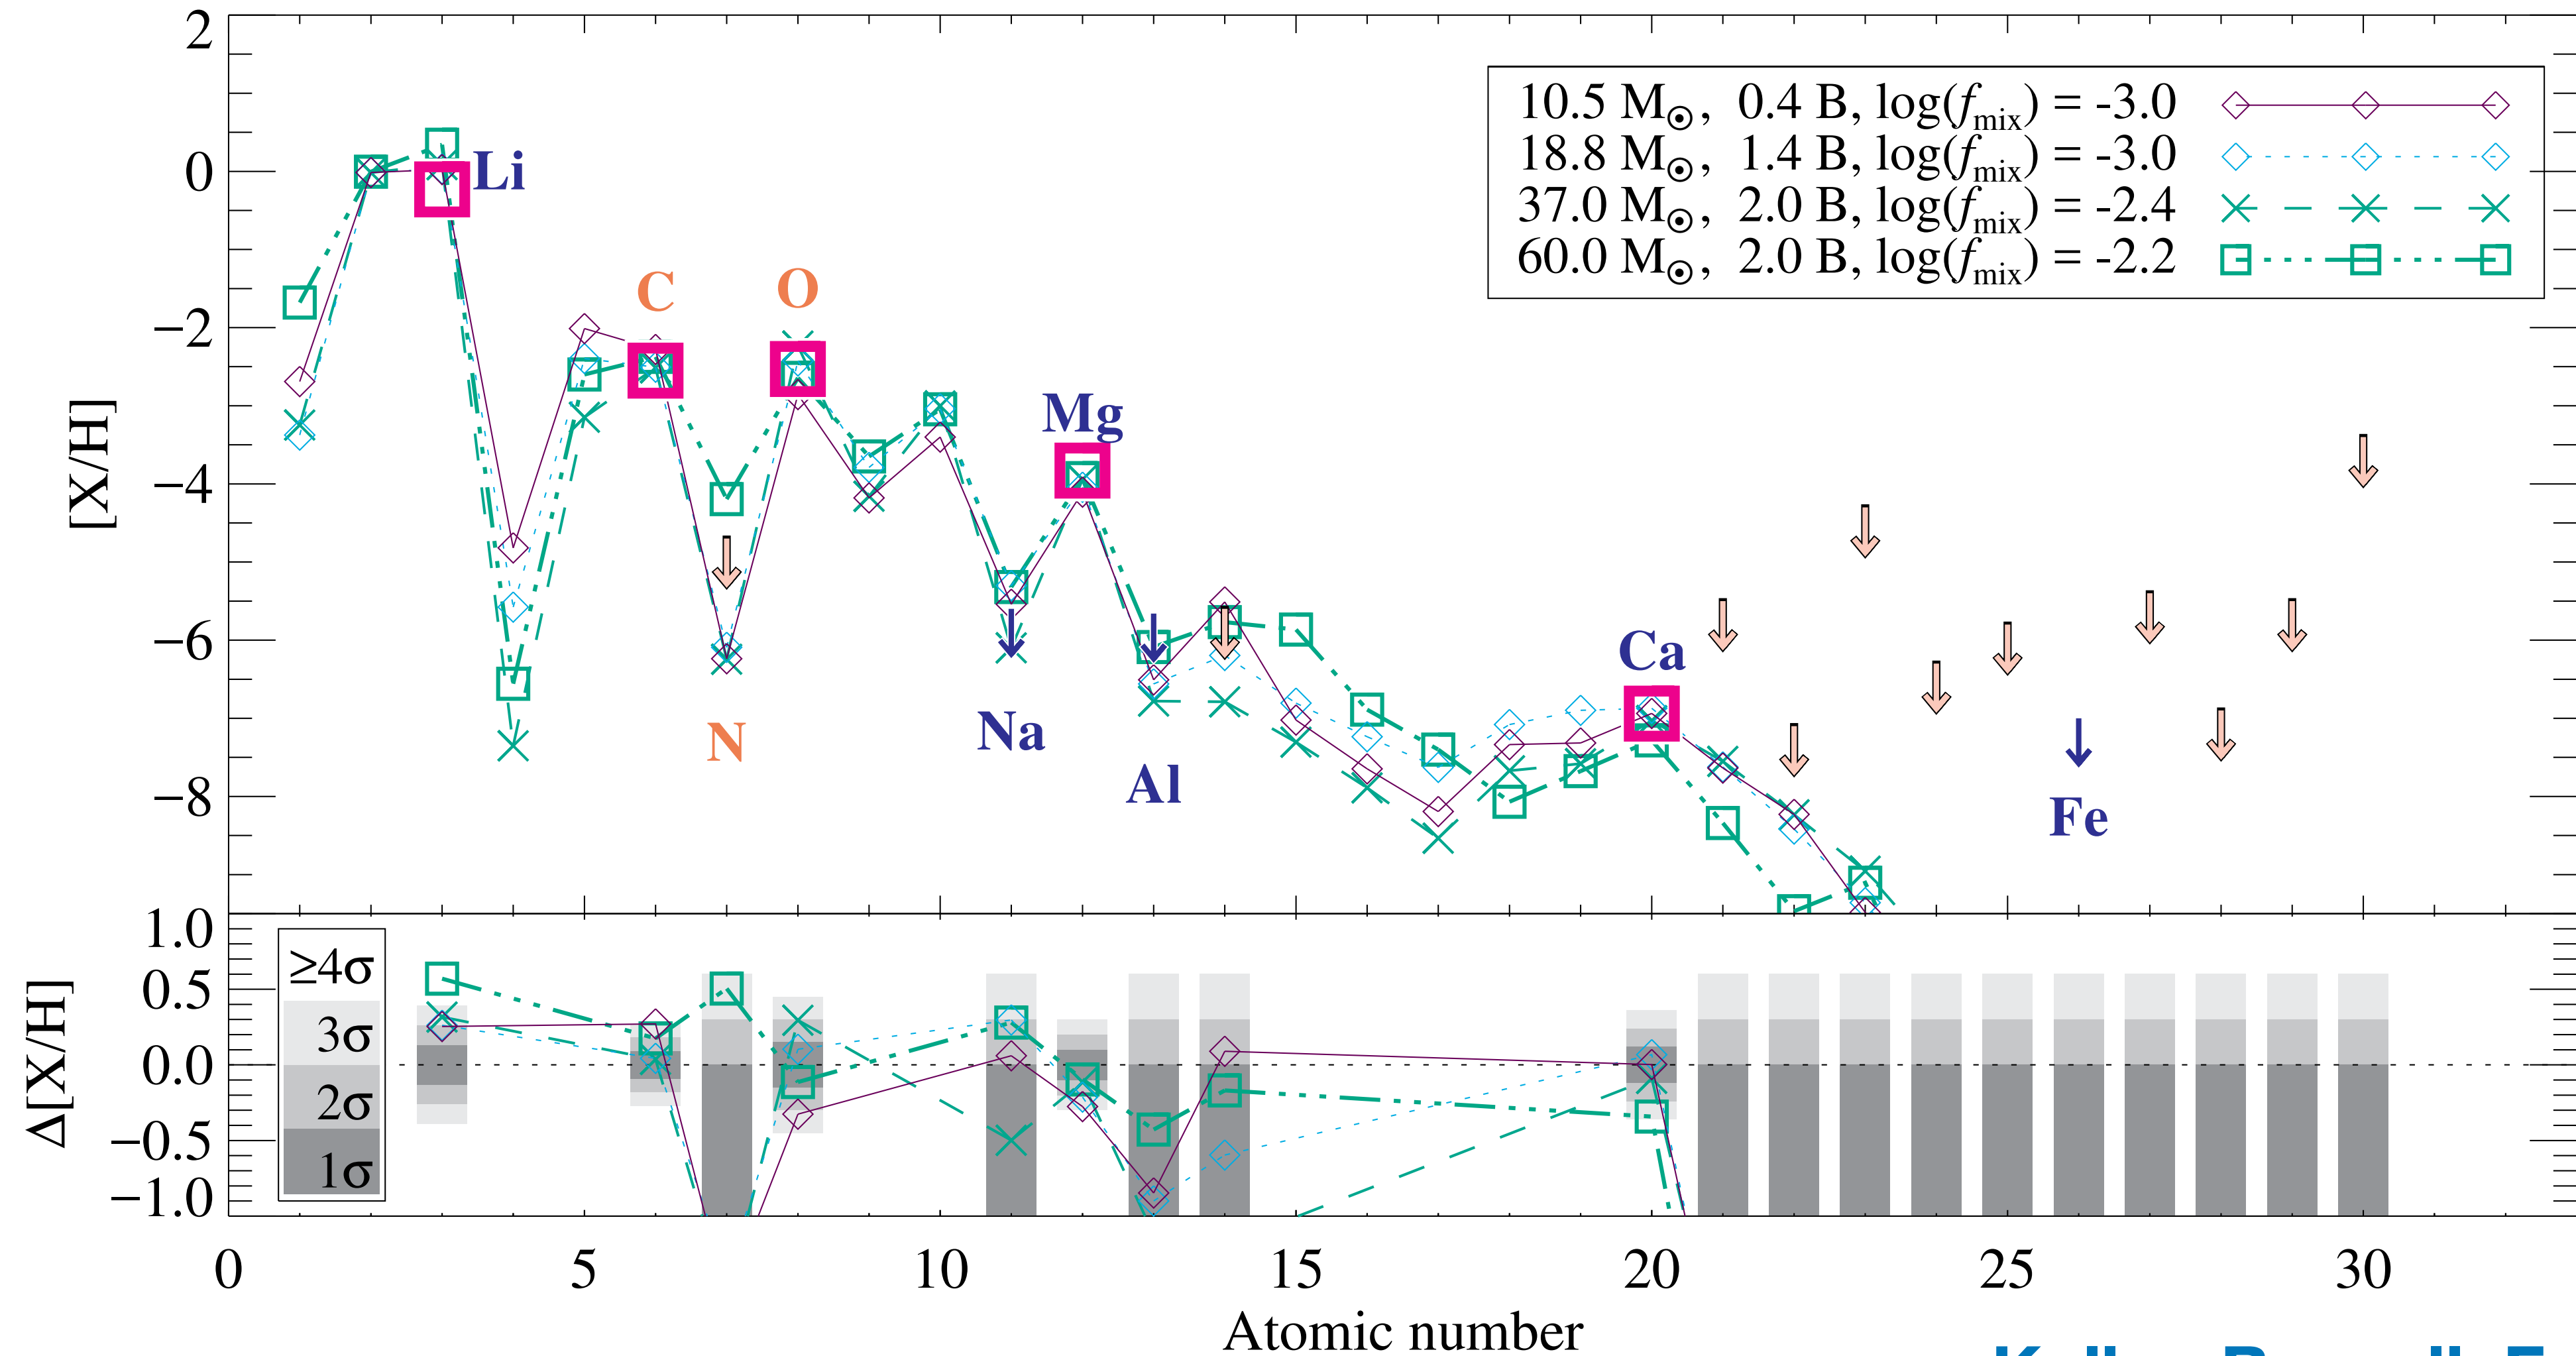 2
0
−2
−4
−6
−8
[X/H]
10.5 M☉, 0.4 B, log(fmix) = -3.0
18.8 M☉, 1.4 B, log(fmix) = -3.0
37.0 M☉, 2.0 B, log(fmix) = -2.4
60.0 M☉, 2.0 B, log(fmix) = -2.2
Li
C
O
Mg
N
Na
Al
Ca
Fe
1.0
0.5
0.0
−0.5
−1.0
Δ[X/H]
≥4σ
3σ
2σ
1σ
0 5 10 15 20 25 30
Atomic number